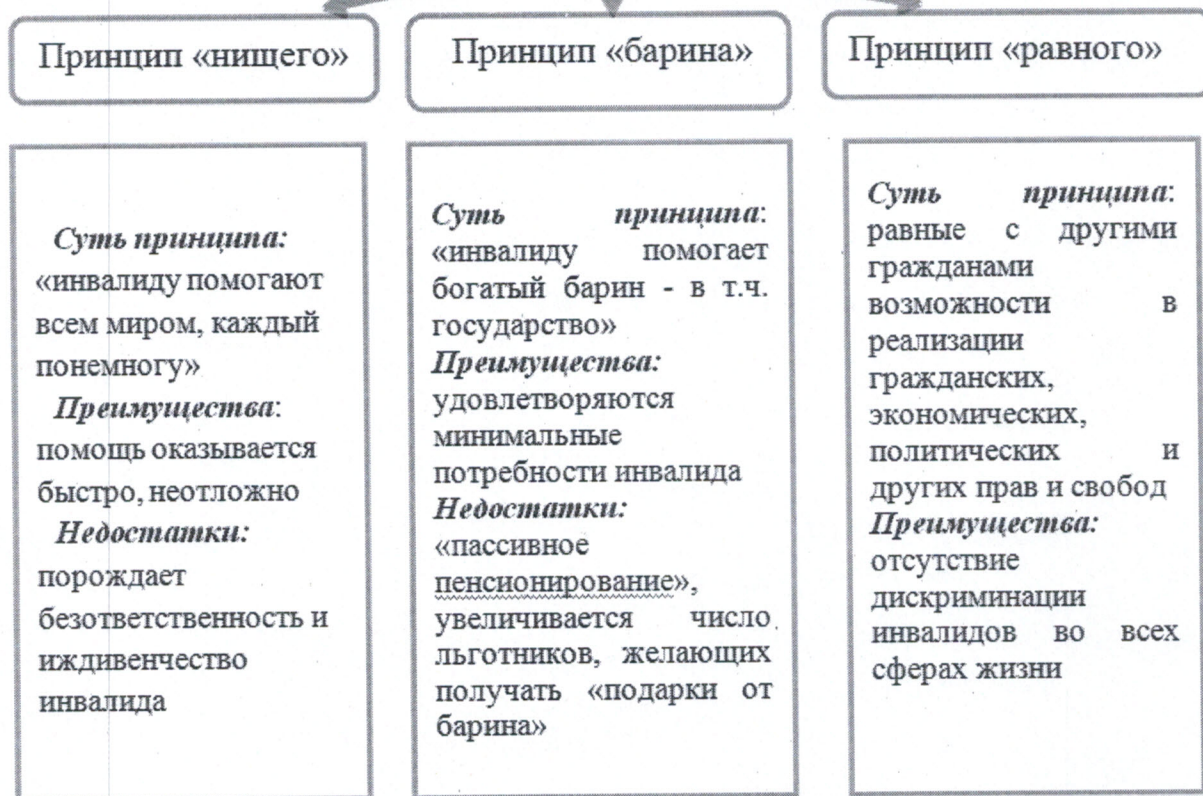 Принцип «нищего»
Принцип «барина»
Принцип «равного»
Суть принципа:
«инвалиду помогают
всем миром, каждый
понемногу»
Преимущества:
помощь оказывается
быстро, неотложно
Недостатки:
порождает
безответственность и
иждивенчество
инвалида
Суть принципа:
«инвалиду помогает
богатый барин - в т.ч.
государство»
Преимущества:
удовлетворяются
минимальные
потребности инвалида
Недостатки:
«пассивное
пенсионирование»,
увеличивается число
льготников, желающих
получать «подарки от
барина»
Суть принципа:
равные с другими
гражданами
возможности в
реализации
гражданских,
экономических,
политических и
других прав и свобод
Преимущества:
отсутствие
дискриминации
инвалидов во всех
сферах жизни